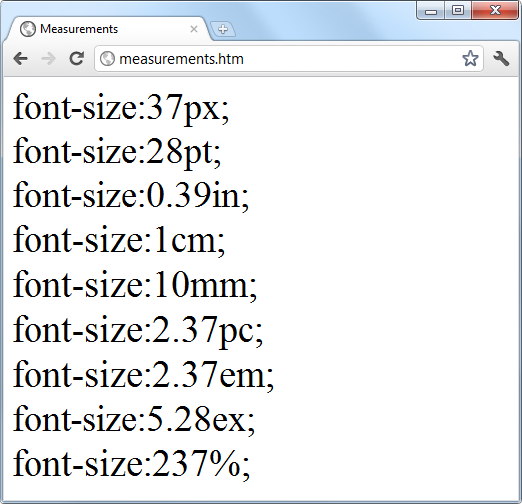 Measurements
measurements.htm
font-size:37px;
font-size:28pt;
font-size:0.39in;
font-size:1cm;
font-size:10mm;
font-size:2.37pc;
font-size:2.37em;
font-size:5.28ex;
font-size:237%;